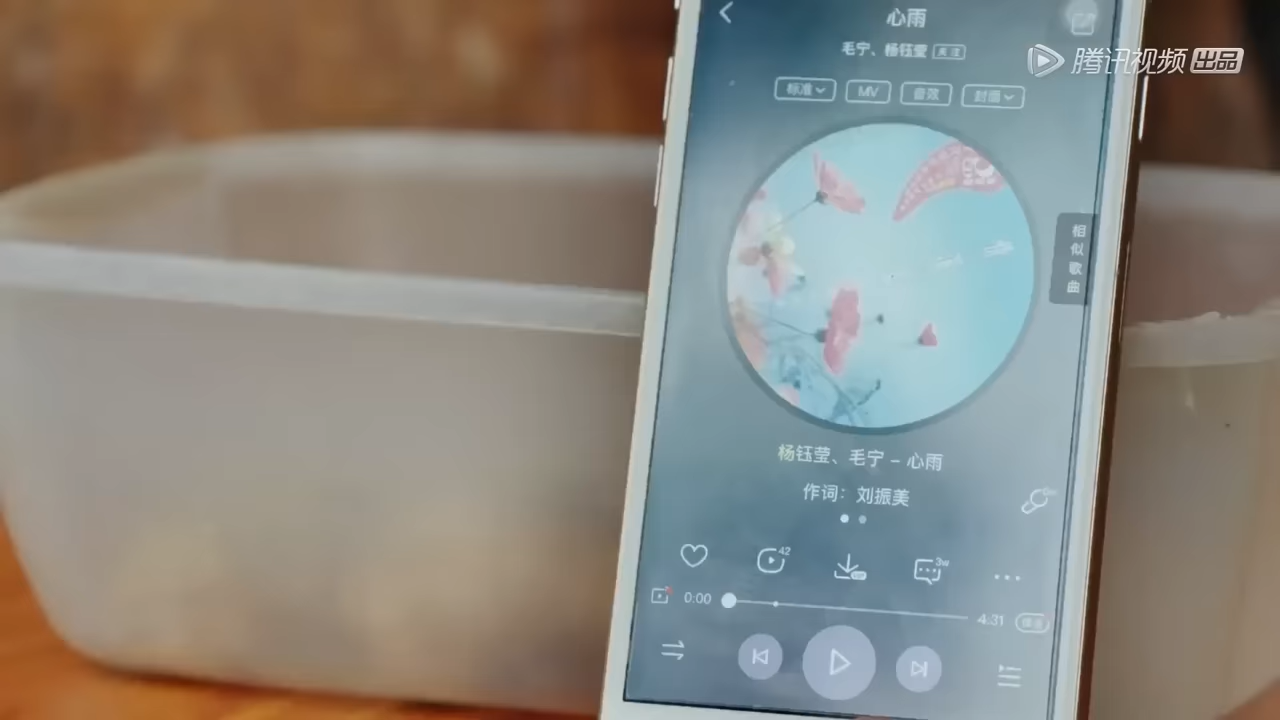 心雨
毛宁、杨钰莹 关注
腾讯视频 出品
标准 MV 音效 封面
相似歌曲
杨钰莹、毛宁 – 心雨
作词：刘振美
42
3w
0:00
4:31